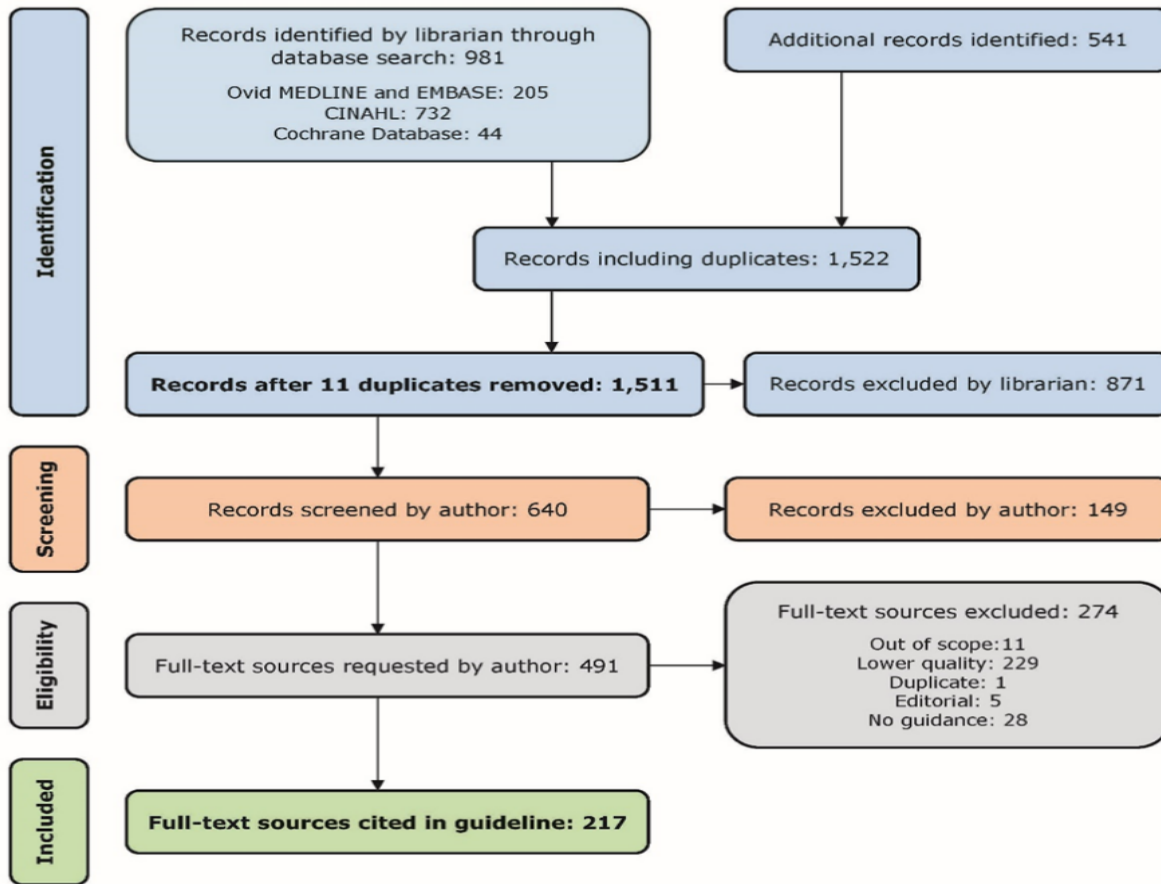 Identification
Records identified by librarian through
database search: 981
Ovid MEDLINE and EMBASE: 205
CINAHL: 732
Cochrane Database: 44
Additional records identified: 541
Records including duplicates: 1,522
Records after 11 duplicates removed: 1,511
Records excluded by librarian: 871
Screening
Records screened by author: 640
Records excluded by author: 149
Eligibility
Full-text sources requested by author: 491
Full-text sources excluded: 274
Out of scope:11
Lower quality: 229
Duplicate: 1
Editorial: 5
No guidance: 28
Included
Full-text sources cited in guideline: 217